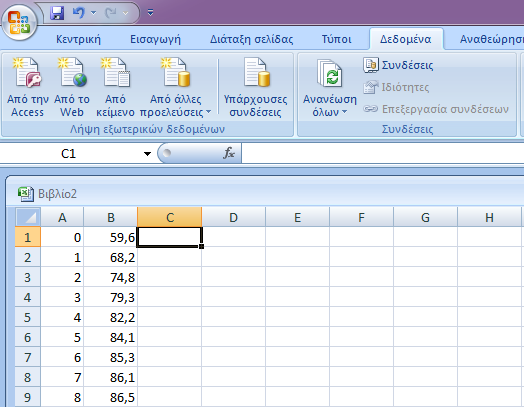 Κεντρική Εισαγωγή Διάταξη σελίδας Τύποι Δεδομένα Αναθεώρηση
Από την Access Από το Web Από κείμενο Από άλλες προελεύσεις Υπάρχουσες συνδέσεις Ανανέωση όλων Συνδέσεις
Ιδιότητες
Επεξεργασία συνδέσεων
Λήψη εξωτερικών δεδομένων Συνδέσεις
C1 fx
Βιβλίο2
A B C D E F G H
1 0 59,6
2 1 68,2
3 2 74,8
4 3 79,3
5 4 82,2
6 5 84,1
7 6 85,3
8 7 86,1
9 8 86,5